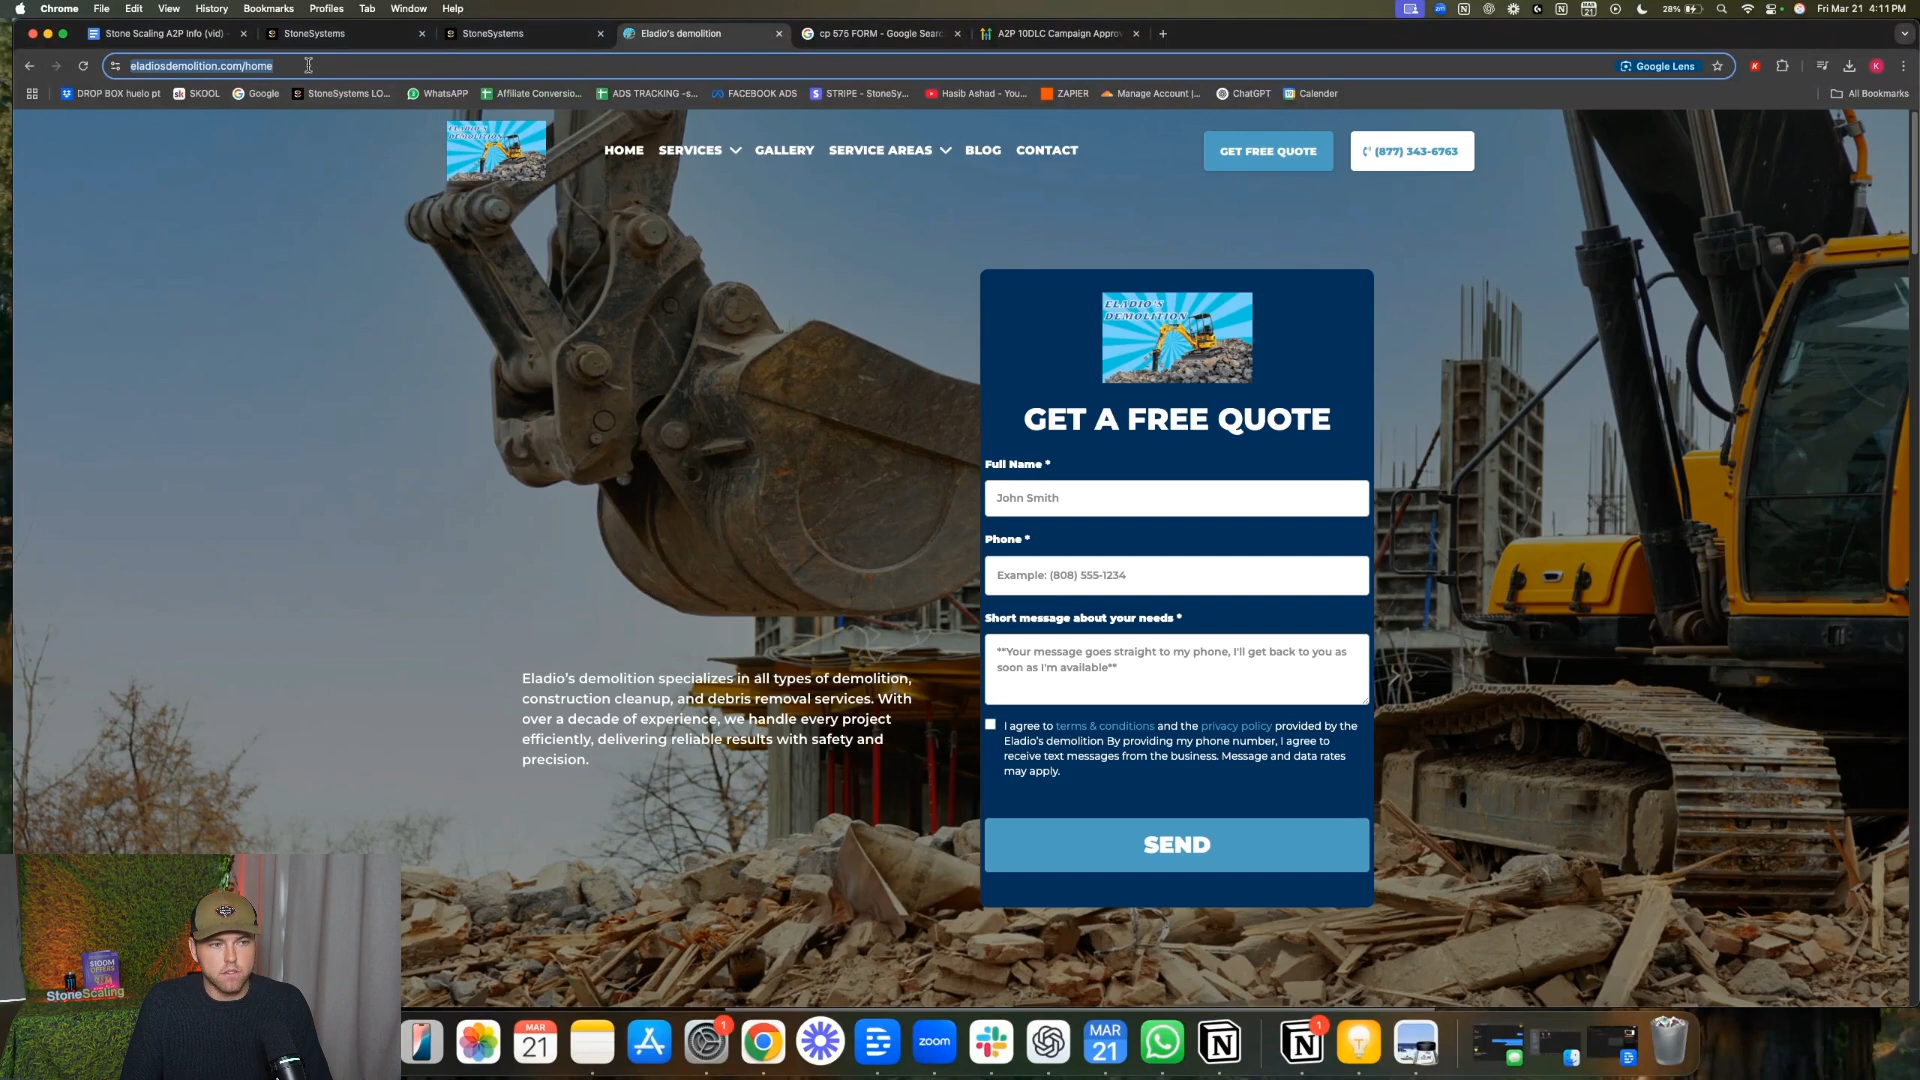 Chrome File Edit View History Bookmarks Profiles Tab Window Help
28% Fri Mar 21 4:11 PM
Stone Scaling A2P Info (vid) - StoneSystems StoneSystems Eladio's demolition cp 575 FORM - Google Sear A2P 10DLC Campaign Approv
eladiosdemolition.com/home
Google Lens
DROP BOX huelo pt SKOOL Google StoneSystems LO... WhatsApp Affiliate Conversio... ADS TRACKING -s... FACEBOOK ADS STRIPE - StoneSy... Hasib Ashad - You... ZAPIER Manage Account |... ChatGPT Calender All Bookmarks
HOME SERVICES GALLERY SERVICE AREAS BLOG CONTACT
GET FREE QUOTE
(877) 343-6763
ELADIO'S
DEMOLITION
GET A FREE QUOTE
Full Name *
John Smith
Phone *
Example: (808) 555-1234
Short message about your needs *
**Your message goes straight to my phone, I'll get back to you as
soon as I'm available**
Eladio's demolition specializes in all types of demolition,
construction cleanup, and debris removal services. With
over a decade of experience, we handle every project
efficiently, delivering reliable results with safety and
precision.
I agree to terms & conditions and the privacy policy provided by the
Eladio's demolition By providing my phone number, I agree to
receive text messages from the business. Message and data rates
may apply.
SEND
$100M
OFFERS
StoneScaling
MAR
21
1
zoom
MAR
21
1